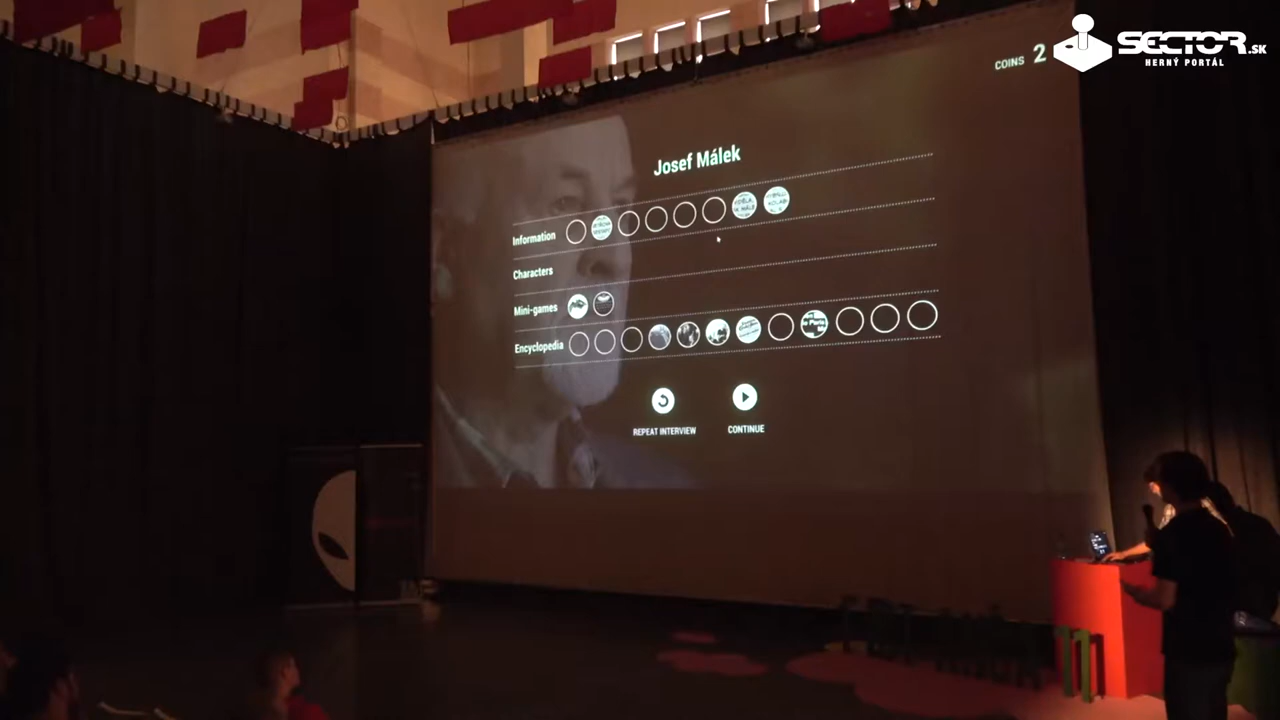 COINS 2
SECTOR.SK
HERNÝ PORTÁL
Josef Málek
Information
Characters
Mini-games
Encyclopedia
REPEAT INTERVIEW
CONTINUE